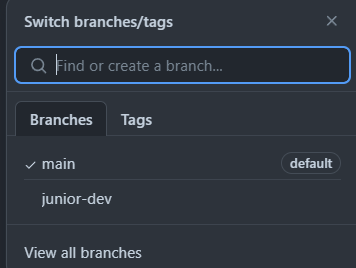 Switch branches/tags
Find or create a branch...
Branches Tags
main default
junior-dev
View all branches